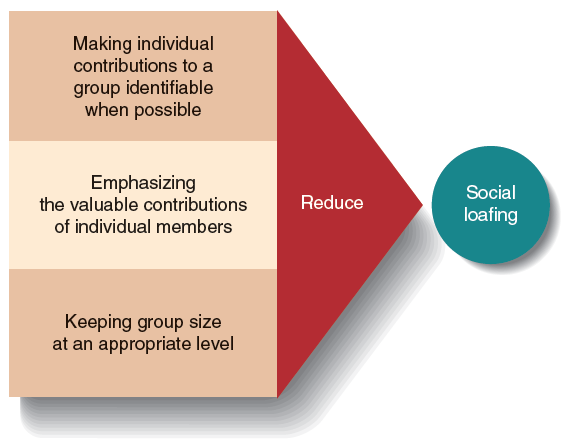 Making individual
contributions to a
group identifiable
when possible
Emphasizing
the valuable contributions
of individual members
Keeping group size
at an appropriate level
Reduce
Social
loafing